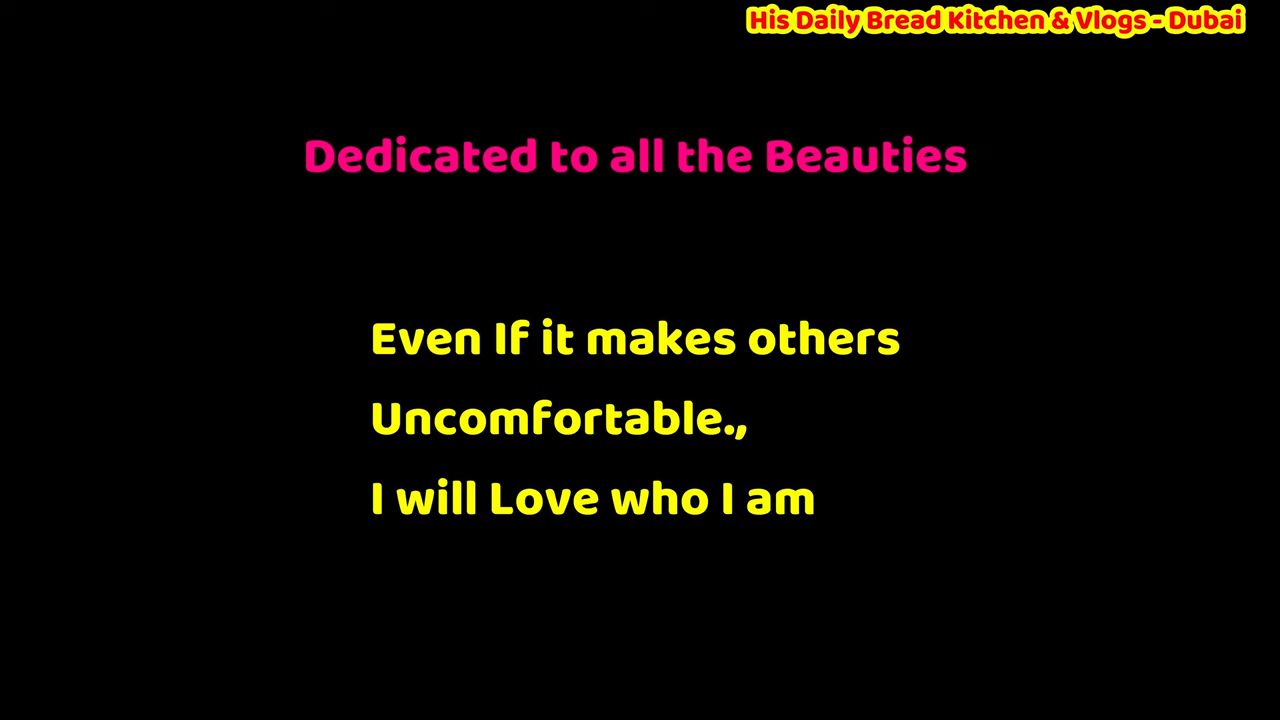 His Daily Bread Kitchen & Vlogs - Dubai
Dedicated to all the Beauties
Even If it makes others
Uncomfortable.,
I will Love who I am